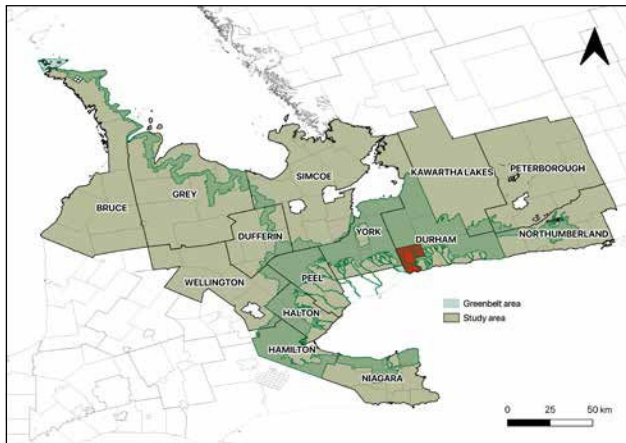 SIMCOE
KAWARTHA LAKES
PETERBOROUGH
GREY
BRUCE
DUFFERIN
YORK
DURHAM
NORTHUMBERLAND
WELLINGTON
PEEL
HALTON
HAMILTON
NIAGARA
Greenbelt area
Study area
0 25 50 km